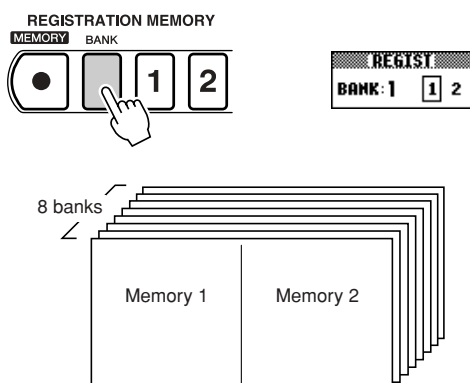 REGISTRATION MEMORY
MEMORY BANK
1 2
REGIST
BANK:1 1 2
8 banks
Memory 1 Memory 2